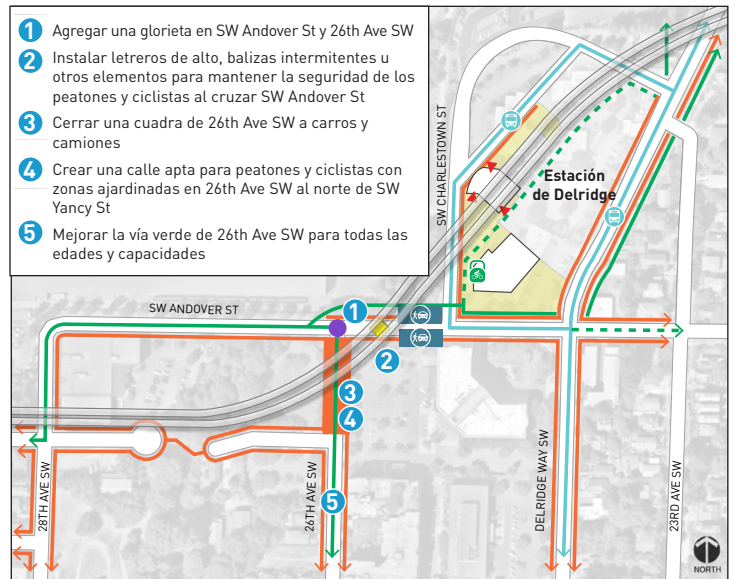 1 Agregar una glorieta en SW Andover St y 26th Ave SW
2 Instalar letreros de alto, balizas intermitentes u
otros elementos para mantener la seguridad de los
peatones y ciclistas al cruzar SW Andover St
3 Cerrar una cuadra de 26th Ave SW a carros y
camiones
4 Crear una calle apta para peatones y ciclistas con
zonas ajardinadas en 26th Ave SW al norte de SW
Yancy St
5 Mejorar la vía verde de 26th Ave SW para todas las
edades y capacidades
SW CHARLESTOWN ST
Estación
de Delridge
SW ANDOVER ST
1
2
3
4
5
28TH AVE SW
26TH AVE SW
DELRIDGE WAY SW
23RD AVE SW
NORTH